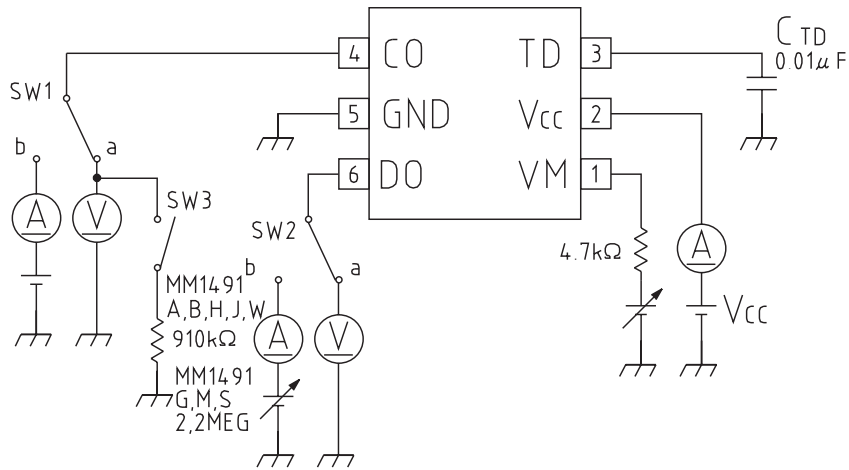 4 CO
TD 3
C TD
0.01μF
5 GND
Vcc 2
6 DO
VM 1
SW1
b
a
A
V
SW3
SW2
b
a
A
V
4.7kΩ
A
Vcc
MM1491
A,B,H,J,W
910kΩ
MM1491
G,M,S
2,2MEG